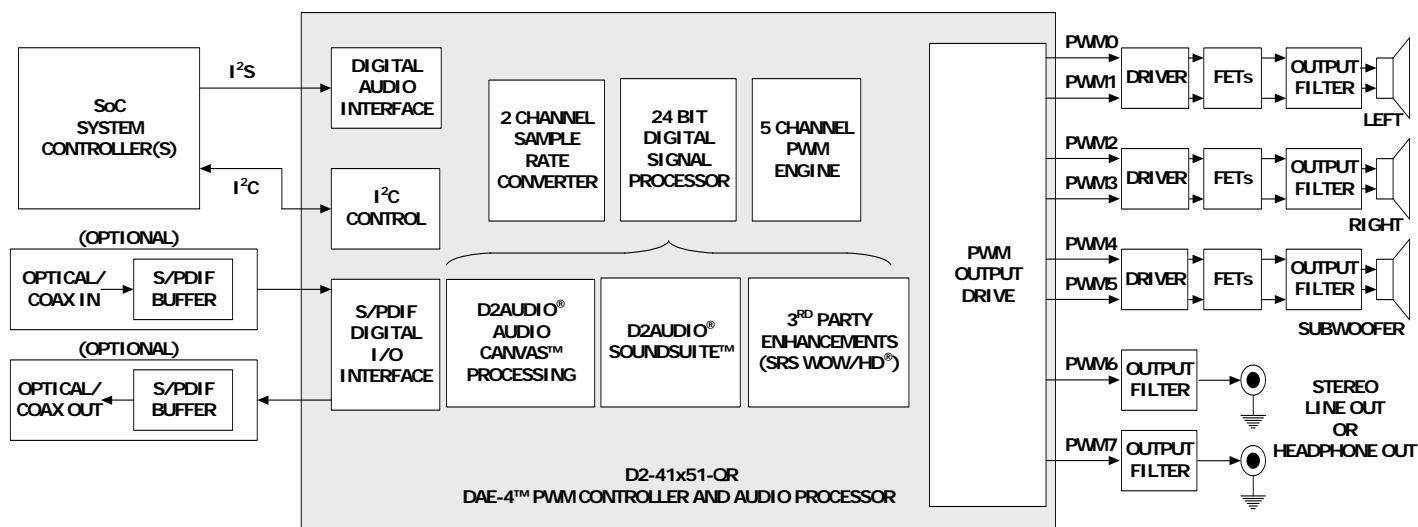 SoC
SYSTEM
CONTROLLER(S)
I²S
I²C
DIGITAL
AUDIO
INTERFACE
I²C
CONTROL
(OPTIONAL)
OPTICAL/
COAX IN
S/PDIF
BUFFER
(OPTIONAL)
OPTICAL/
COAX OUT
S/PDIF
BUFFER
S/PDIF
DIGITAL
I/O
INTERFACE
2 CHANNEL
SAMPLE
RATE
CONVERTER
24 BIT
DIGITAL
SIGNAL
PROCESSOR
5 CHANNEL
PWM
ENGINE
D2AUDIO®
AUDIO
CANVAS™
PROCESSING
D2AUDIO®
SOUNDSUITE™
3RD PARTY
ENHANCEMENTS
(SRS WOW/HD®)
D2-41x51-QR
DAE-4™ PWM CONTROLLER AND AUDIO PROCESSOR
PWM
OUTPUT
DRIVE
PWM0
PWM1
DRIVER
FETs
OUTPUT
FILTER
LEFT
PWM2
PWM3
DRIVER
FETs
OUTPUT
FILTER
RIGHT
PWM4
PWM5
DRIVER
FETs
OUTPUT
FILTER
SUBWOOFER
PWM6
OUTPUT
FILTER
PWM7
OUTPUT
FILTER
STEREO
LINE OUT
OR
HEADPHONE OUT